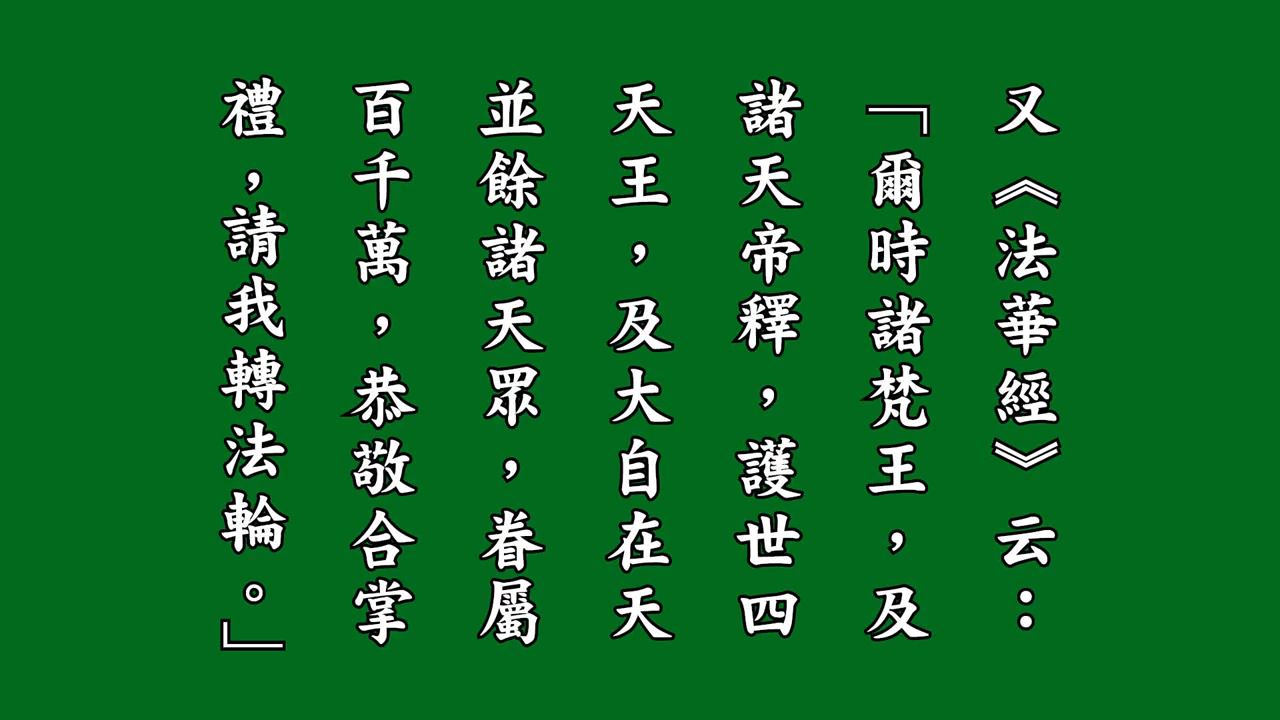 又《法華經》云：
「爾時諸梵王，及
諸天帝釋，護世四
天王，及大自在天
並餘諸天眾，眷屬
百千萬，恭敬合掌
禮，請我轉法輪。」